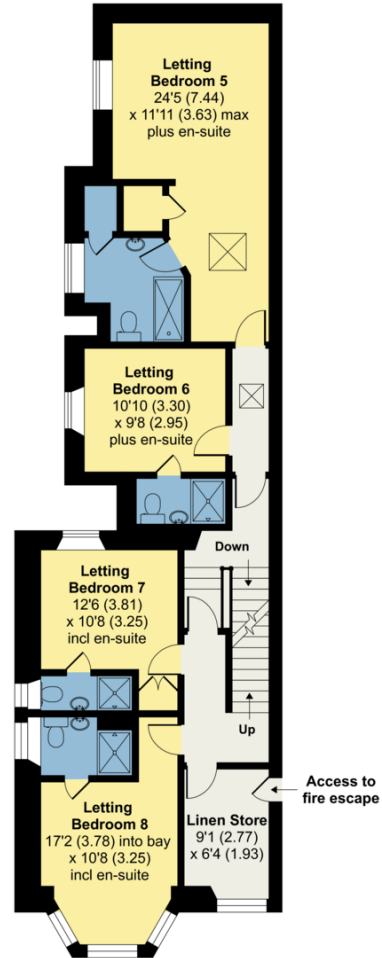 Letting
Bedroom 5
24'5 (7.44)
x 11'11 (3.63) max
plus en-suite
Letting
Bedroom 6
10'10 (3.30)
x 9'8 (2.95)
plus en-suite
Down
Letting
Bedroom 7
12'6 (3.81)
x 10'8 (3.25)
incl en-suite
Up
Access to
fire escape
Letting
Bedroom 8
17'2 (3.78) into bay
x 10'8 (3.25)
incl en-suite
Linen Store
9'1 (2.77)
x 6'4 (1.93)